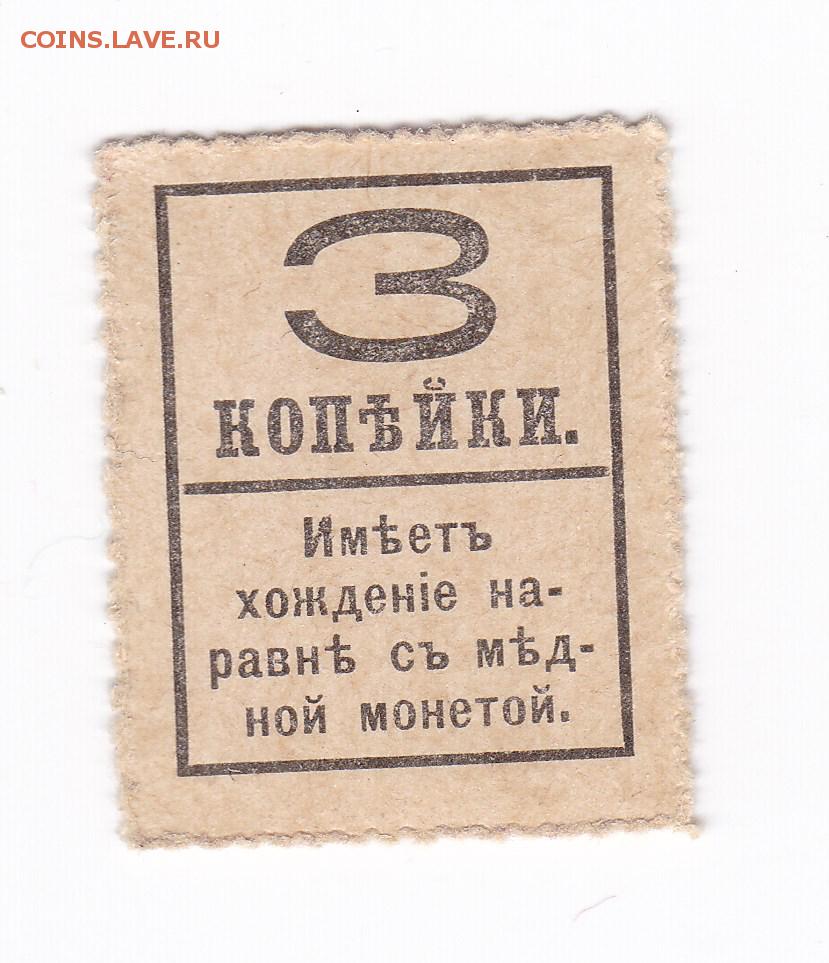 COINS.LAVE.RU
3
КОПѢЙКИ.
Имѣетъ
хожденіе на-
равнѣ съ мѣд-
ной монетой.